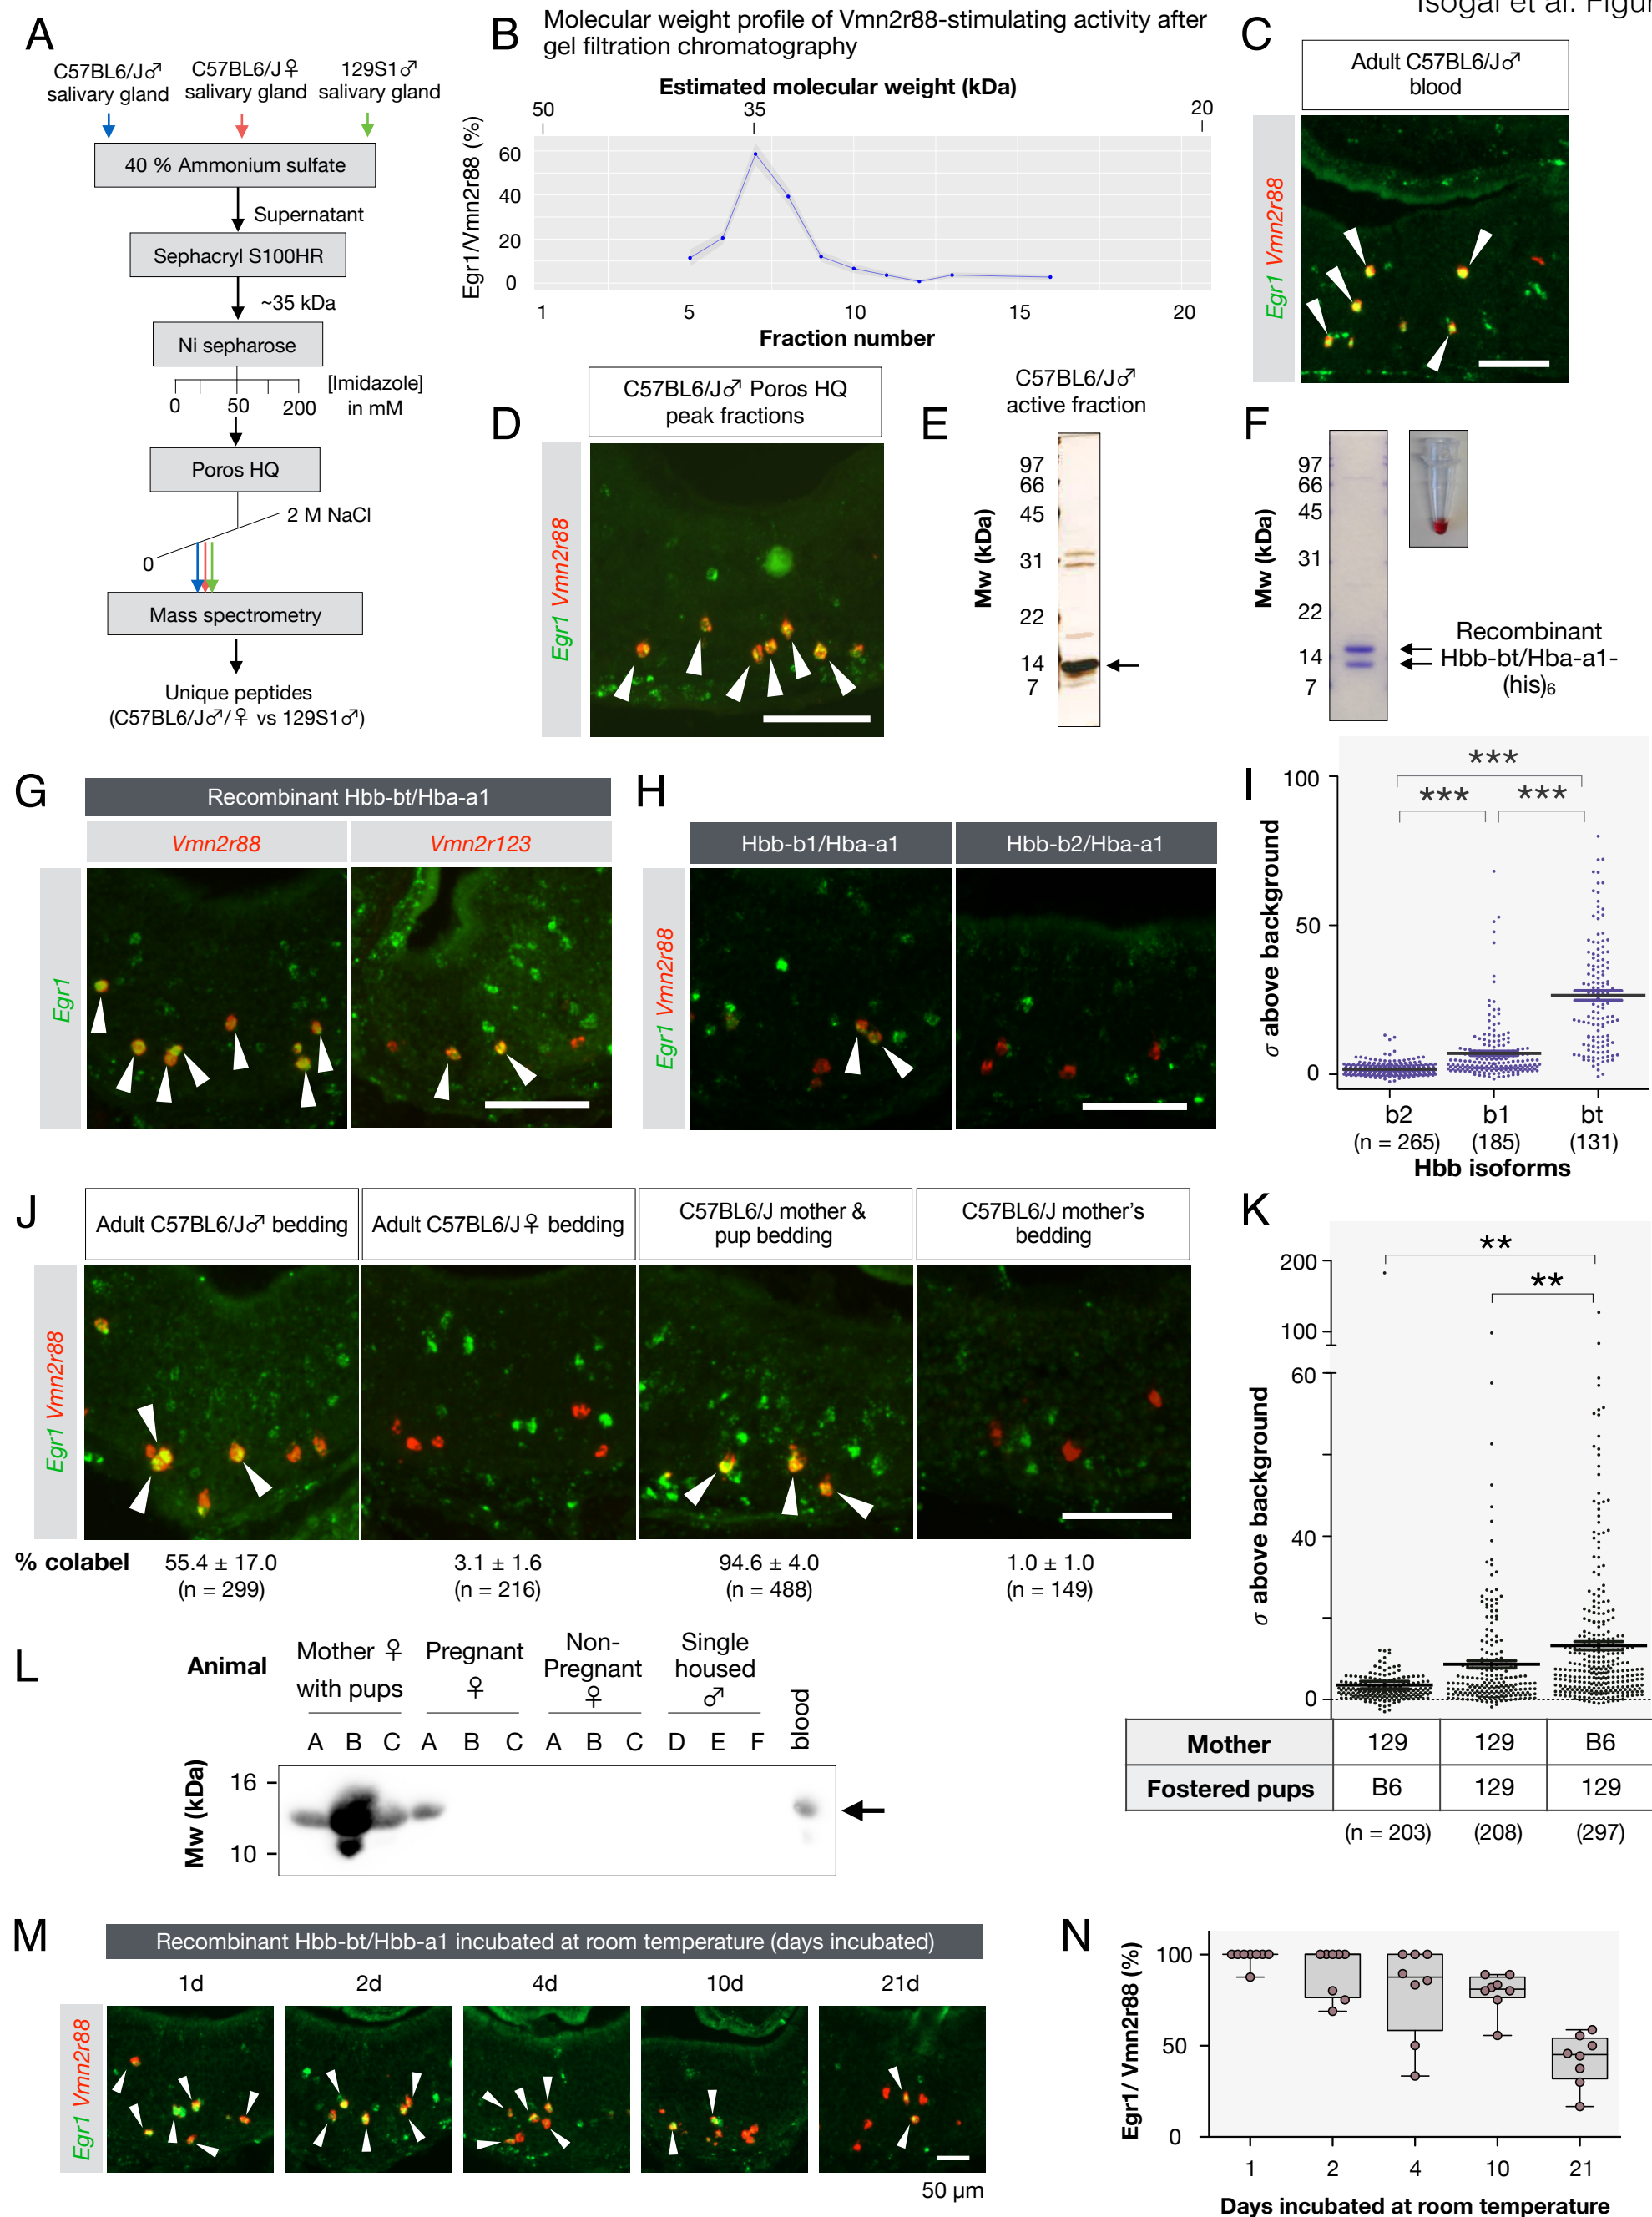 Isogai et al. Figur
A
C57BL6/J♂ salivary gland
C57BL6/J♀ salivary gland
129S1♂ salivary gland
40 % Ammonium sulfate
Supernatant
Sephacryl S100HR
~35 kDa
Ni sepharose
[Imidazole] in mM
0 50 200
Poros HQ
2 M NaCl
0
Mass spectrometry
Unique peptides
(C57BL6/J♂/♀ vs 129S1♂)
B
Molecular weight profile of Vmn2r88-stimulating activity after
gel filtration chromatography
Estimated molecular weight (kDa)
50 35 20
Egr1/Vmn2r88 (%)
60
40
20
0
1 5 10 15 20
Fraction number
C
Adult C57BL6/J♂
blood
Egr1 Vmn2r88
D
C57BL6/J♂ Poros HQ
peak fractions
Egr1 Vmn2r88
E
C57BL6/J♂
active fraction
Mw (kDa)
97
66
45
31
22
14
7
F
Mw (kDa)
97
66
45
31
22
14
7
Recombinant
Hbb-bt/Hba-a1-
(his)6
G
Recombinant Hbb-bt/Hba-a1
Vmn2r88 Vmn2r123
Egr1
H
Hbb-b1/Hba-a1 Hbb-b2/Hba-a1
Egr1 Vmn2r88
I
***
*** ***
σ above background
100
50
0
b2 b1 bt
(n = 265) (185) (131)
Hbb isoforms
J
Adult C57BL6/J♂ bedding
Adult C57BL6/J♀ bedding
C57BL6/J mother &
pup bedding
C57BL6/J mother's
bedding
Egr1 Vmn2r88
% colabel 55.4 ± 17.0 3.1 ± 1.6 94.6 ± 4.0 1.0 ± 1.0
(n = 299) (n = 216) (n = 488) (n = 149)
K
**
**
σ above background
200
100
60
40
0
Mother 129 129 B6
Fostered pups B6 129 129
(n = 203) (208) (297)
L
Animal
Mother ♀
with pups
Pregnant
♀
Non-
Pregnant
♀
Single
housed
♂
blood
A B C A B C A B C D E F
Mw (kDa)
16
10
M
Recombinant Hbb-bt/Hbb-a1 incubated at room temperature (days incubated)
1d 2d 4d 10d 21d
Egr1 Vmn2r88
50 µm
N
Egr1/ Vmn2r88 (%)
100
50
0
1 2 4 10 21
Days incubated at room temperature